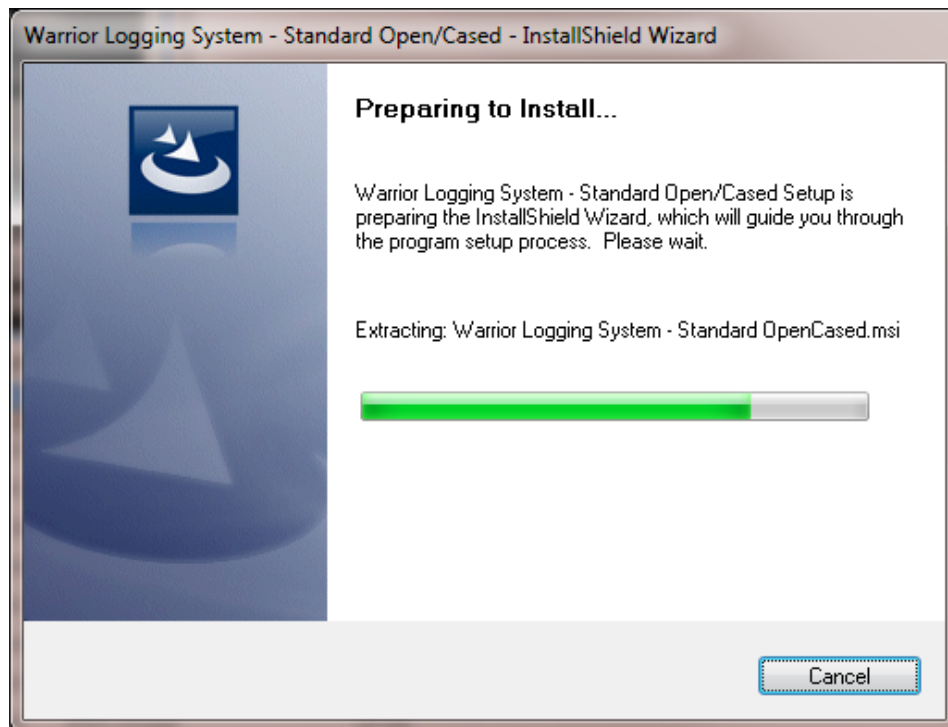 Warrior Logging System - Standard Open/Cased - InstallShield Wizard
Preparing to Install...
Warrior Logging System - Standard Open/Cased Setup is
preparing the InstallShield Wizard, which will guide you through
the program setup process.  Please wait.
Extracting: Warrior Logging System - Standard OpenCased.msi
Cancel